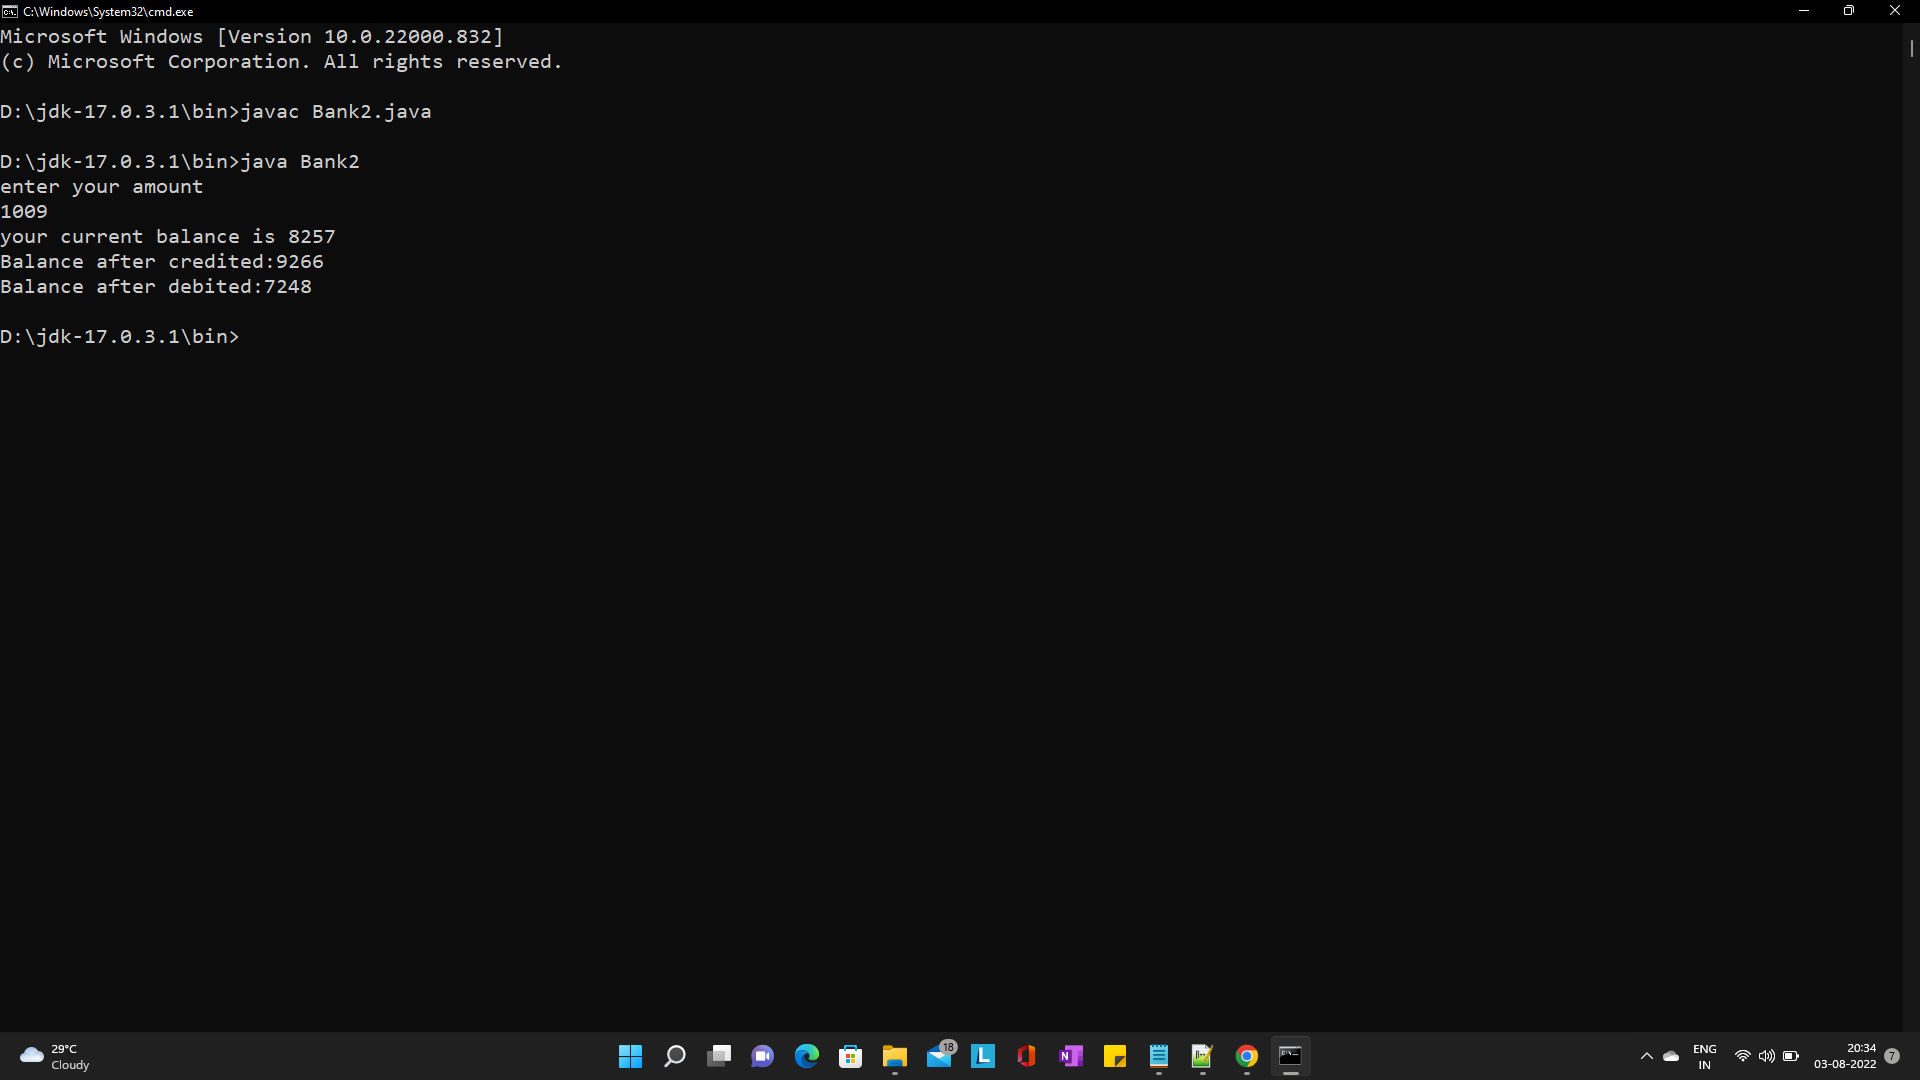 C:\Windows\System32\cmd.exe
Microsoft Windows [Version 10.0.22000.832]
(c) Microsoft Corporation. All rights reserved.
D:\jdk-17.0.3.1\bin>javac Bank2.java
D:\jdk-17.0.3.1\bin>java Bank2
enter your amount
1009
your current balance is 8257
Balance after credited:9266
Balance after debited:7248
D:\jdk-17.0.3.1\bin>
29°C
Cloudy
18
L
N
ENG
IN
20:34
03-08-2022
7